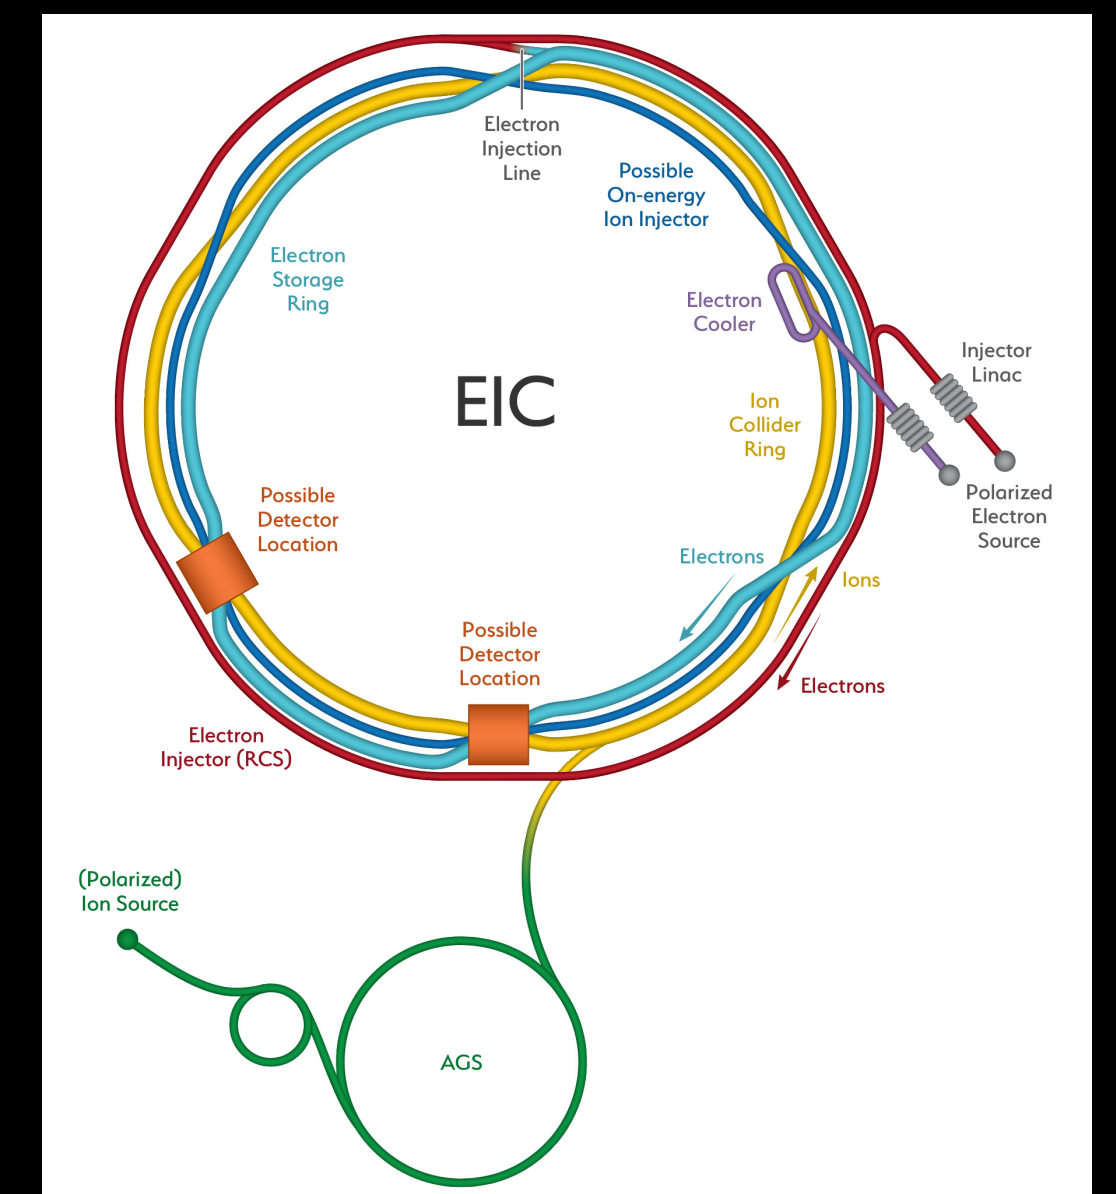 Electron
Injection
Line
Possible
On-energy
Ion Injector
Electron
Storage
Ring
Electron
Cooler
Injector
Linac
EIC
Ion
Collider
Ring
Possible
Detector
Location
Polarized
Electron
Source
Electrons
Ions
Possible
Detector
Location
Electrons
Electron
Injector (RCS)
(Polarized)
Ion Source
AGS